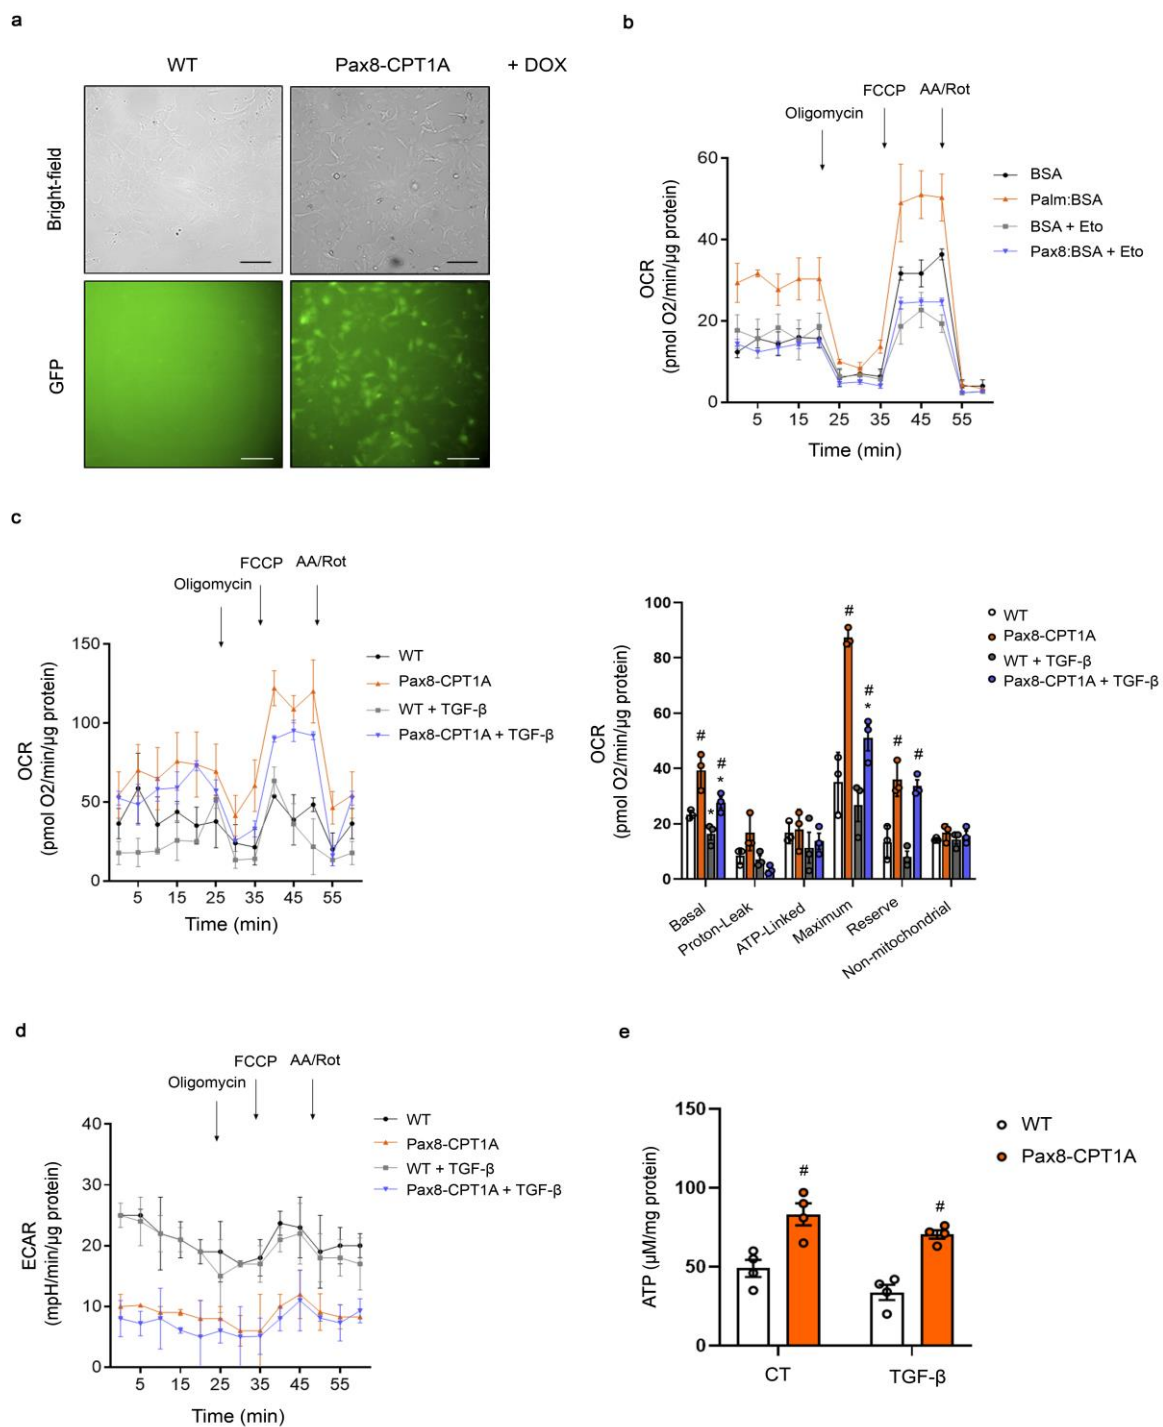 a
WT
Pax8-CPT1A
+ DOX
Bright-field
GFP
b
Oligomycin
FCCP
AA/Rot
OCR
(pmol O2/min/µg protein)
60
40
20
0
5
15
25
35
45
55
Time (min)
BSA
Palm:BSA
BSA + Eto
Pax8:BSA + Eto
c
Oligomycin
FCCP
AA/Rot
OCR
(pmol O2/min/µg protein)
150
100
50
0
5
15
25
35
45
55
Time (min)
WT
Pax8-CPT1A
WT + TGF-β
Pax8-CPT1A + TGF-β
OCR
(pmol O2/min/µg protein)
100
80
60
40
20
0
#
*
#
*
#
#
*
#
#
Basal
Proton-Leak
ATP-Linked
Maximum
Reserve
Non-mitochondrial
WT
Pax8-CPT1A
WT + TGF-β
Pax8-CPT1A + TGF-β
d
Oligomycin
FCCP
AA/Rot
ECAR
(mpH/min/µg protein)
40
30
20
10
0
5
15
25
35
45
55
Time (min)
WT
Pax8-CPT1A
WT + TGF-β
Pax8-CPT1A + TGF-β
e
ATP (µM/mg protein)
150
100
50
0
#
#
CT
TGF-β
WT
Pax8-CPT1A